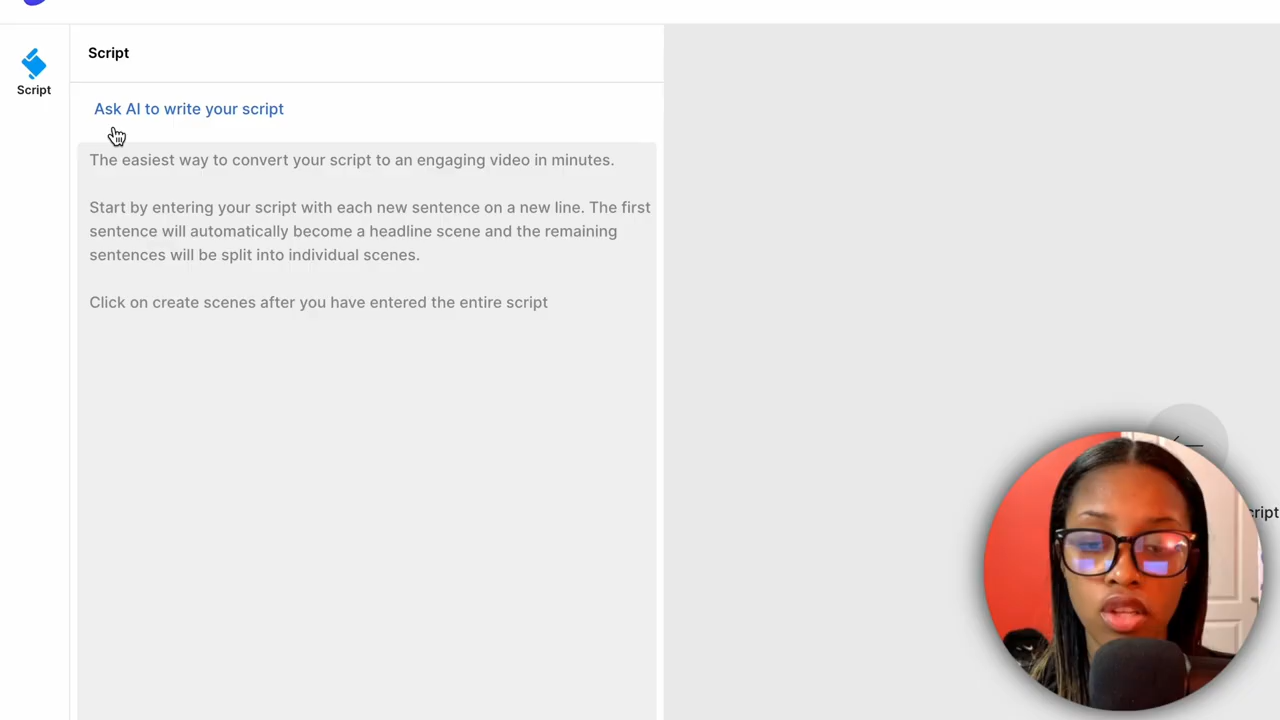 Script
Script
Ask AI to write your script
The easiest way to convert your script to an engaging video in minutes.
Start by entering your script with each new sentence on a new line. The first
sentence will automatically become a headline scene and the remaining
sentences will be split into individual scenes.
Click on create scenes after you have entered the entire script